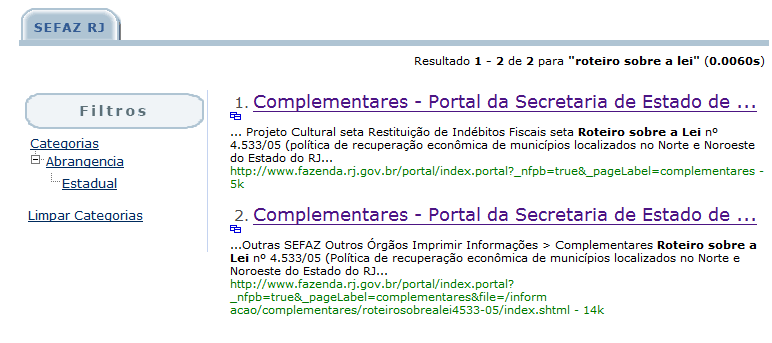 SEFAZ RJ
Resultado 1 - 2 de 2 para "roteiro sobre a lei" (0.0060s)
Filtros
Categorias
Abrangencia
Estadual
Limpar Categorias
1. Complementares - Portal da Secretaria de Estado de ...
... Projeto Cultural seta Restituição de Indébitos Fiscais seta Roteiro sobre a Lei nº
4.533/05 (política de recuperação econômica de municípios localizados no Norte e Noroeste
do Estado do RJ...
http://www.fazenda.rj.gov.br/portal/index.portal?_nfpb=true&_pageLabel=complementares -
5k
2. Complementares - Portal da Secretaria de Estado de ...
...Outras SEFAZ Outros Órgãos Imprimir Informações > Complementares Roteiro sobre a
Lei nº 4.533/05 (Política de recuperação econômica de municípios localizados no Norte e
Noroeste do Estado do RJ...
http://www.fazenda.rj.gov.br/portal/index.portal?
_nfpb=true&_pageLabel=complementares&file=/inform
acao/complementares/roteirosobrealei4533-05/index.shtml - 14k